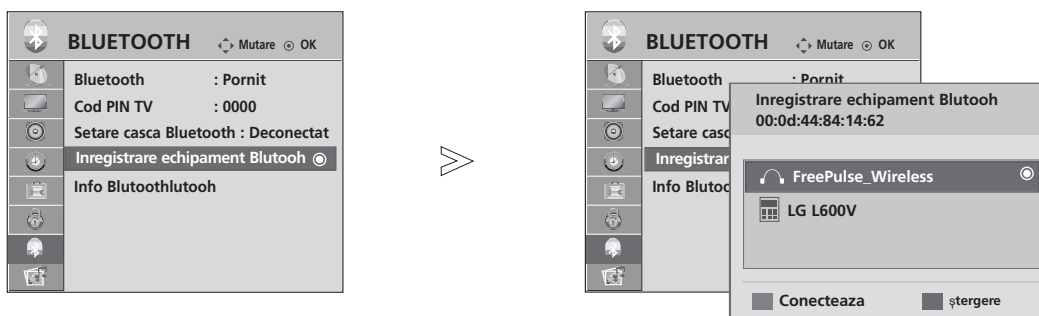 BLUETOOTH Mutare OK
Bluetooth : Pornit
Cod PIN TV : 0000
Setare casca Bluetooth : Deconectat
Inregistrare echipament Blutooh
Info Blutoothlutooh
BLUETOOTH Mutare OK
Bluetooth : Pornit
Cod PIN TV
Setare casc
Inregistrar
Info Blutoo
Inregistrare echipament Blutooh
00:0d:44:84:14:62
FreePulse_Wireless
LG L600V
Conecteaza ștergere